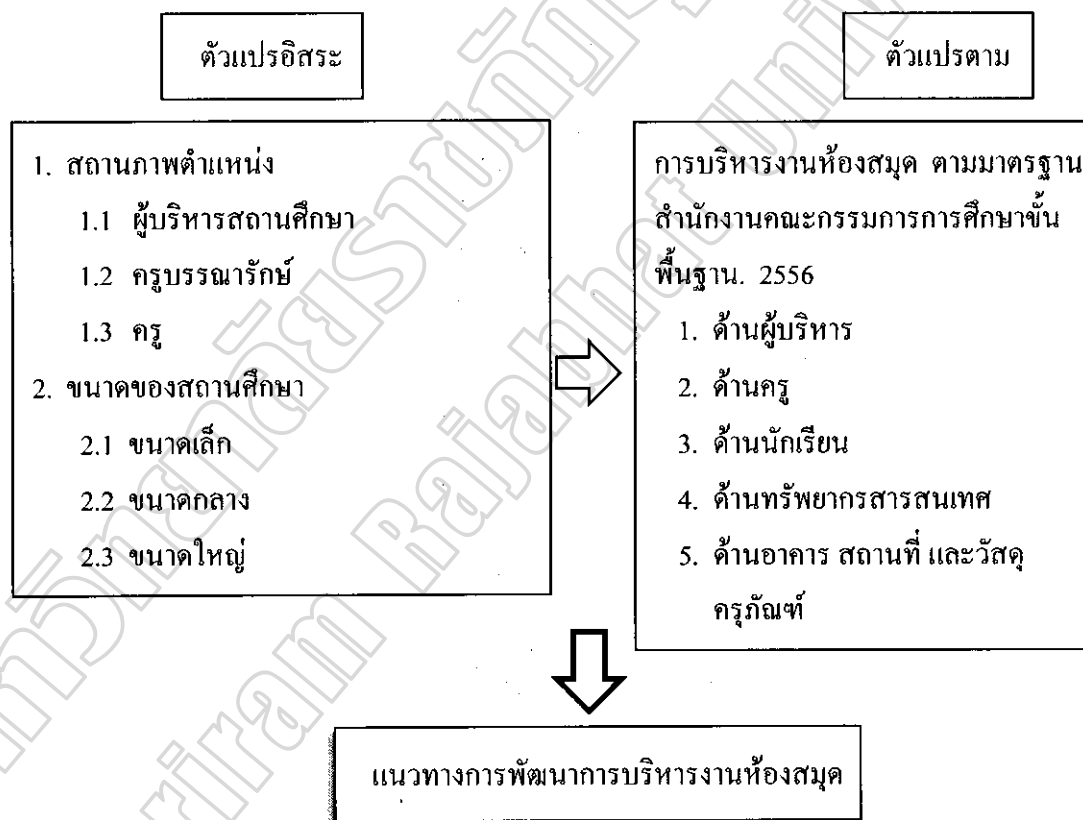 ตัวแปรอิสระ
ตัวแปรตาม
1. สถานภาพตำแหน่ง
1.1 ผู้บริหารสถานศึกษา
1.2 ครูบรรณารักษ์
1.3 ครู
2. ขนาดของสถานศึกษา
2.1 ขนาดเล็ก
2.2 ขนาดกลาง
2.3 ขนาดใหญ่
การบริหารงานห้องสมุด ตามมาตรฐาน
สำนักงานคณะกรรมการการศึกษาขั้น
พื้นฐาน. 2556
1. ด้านผู้บริหาร
2. ด้านครู
3. ด้านนักเรียน
4. ด้านทรัพยากรสารสนเทศ
5. ด้านอาคาร สถานที่ และวัสดุ
ครุภัณฑ์
แนวทางการพัฒนาการบริหารงานห้องสมุด
Rajabhat